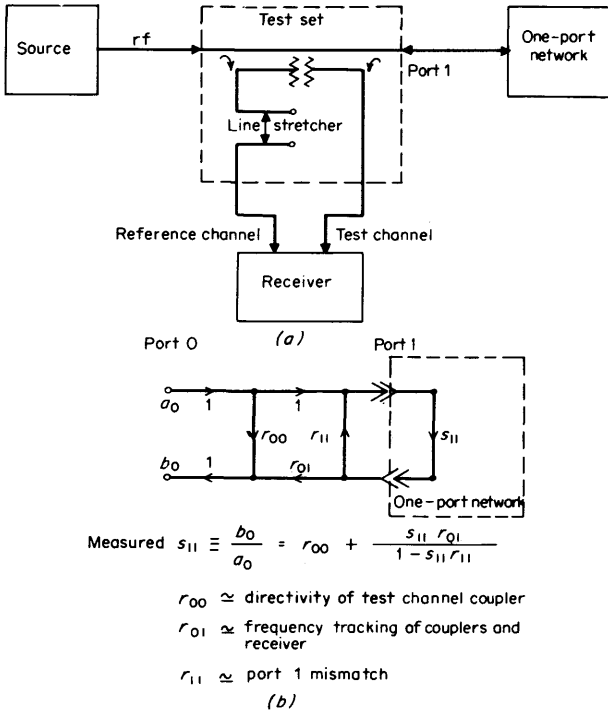 Test set
Source
rf
Port 1
One-port
network
Line stretcher
Reference channel
Test channel
Receiver
(a)
Port 0
Port 1
a₀
1
1
r₀₀
r₁₁
s₁₁
b₀
1
r₀₁
One-port network
Measured s₁₁ ≡ b₀/a₀ = r₀₀ + s₁₁ r₀₁ / 1 − s₁₁ r₁₁
r₀₀ ≃ directivity of test channel coupler
r₀₁ ≃ frequency tracking of couplers and
receiver
r₁₁ ≃ port 1 mismatch
(b)